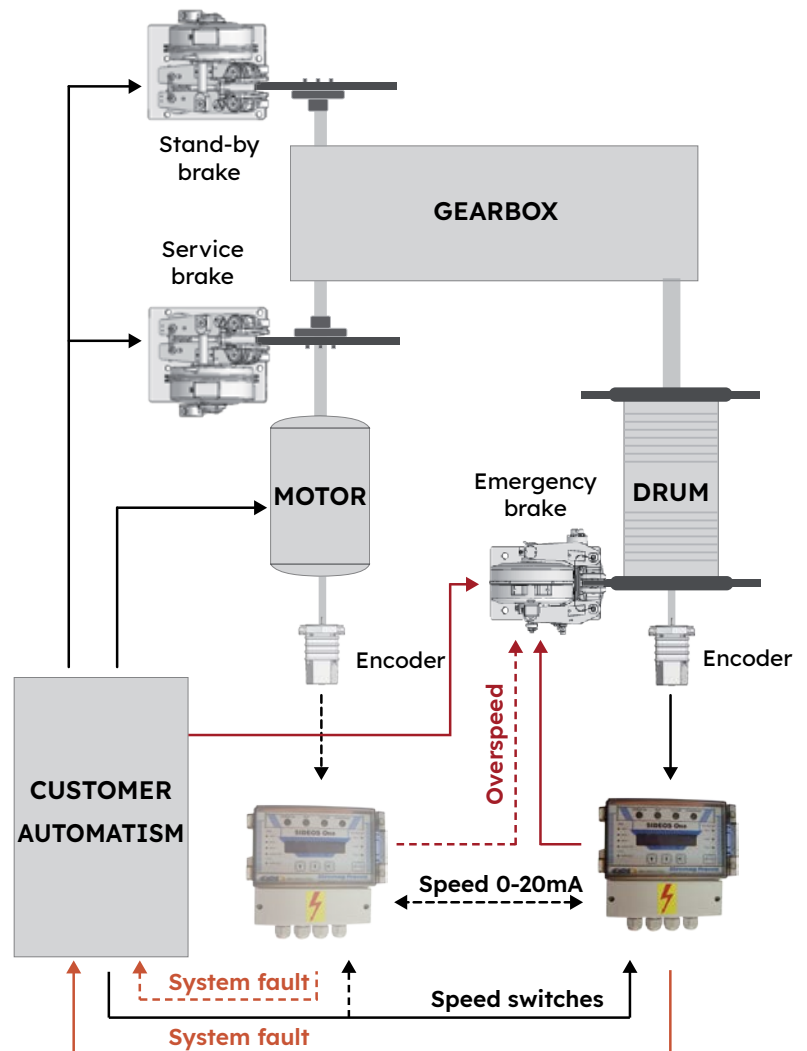 Stand-by
brake
GEARBOX
Service
brake
MOTOR
Emergency
brake
DRUM
Encoder
Encoder
Overspeed
CUSTOMER
AUTOMATISM
SIDEOS One
SIDEOS One
Speed 0-20mA
System fault
Speed switches
System fault